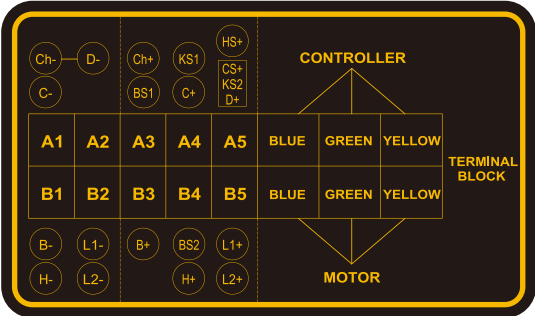 HS+
CONTROLLER
Ch- D- Ch+ KS1
CS+
KS2
D+
C- BS1 C+
A1 A2 A3 A4 A5 BLUE GREEN YELLOW
TERMINAL
BLOCK
B1 B2 B3 B4 B5 BLUE GREEN YELLOW
B- L1- B+ BS2 L1+
H- L2- H+ L2+
MOTOR